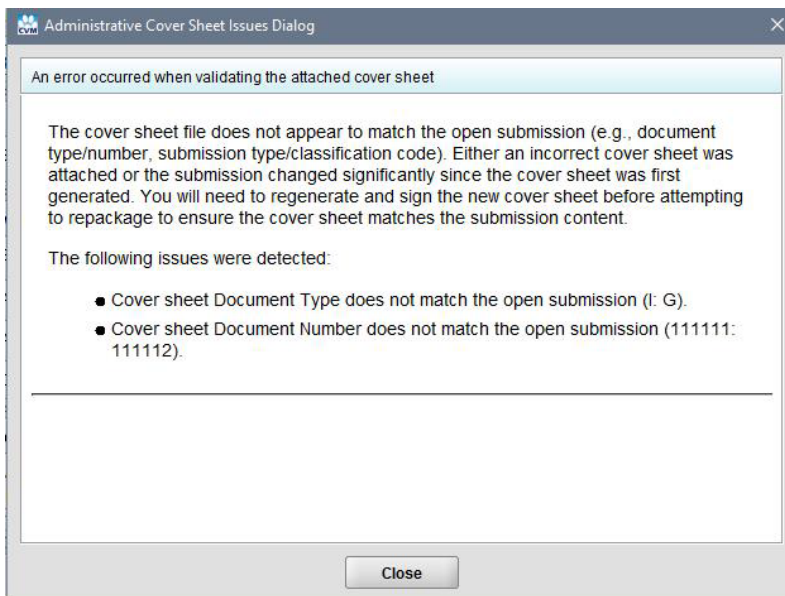 CVM
Administrative Cover Sheet Issues Dialog
An error occurred when validating the attached cover sheet
The cover sheet file does not appear to match the open submission (e.g., document
type/number, submission type/classification code). Either an incorrect cover sheet was
attached or the submission changed significantly since the cover sheet was first
generated. You will need to regenerate and sign the new cover sheet before attempting
to repackage to ensure the cover sheet matches the submission content.
The following issues were detected:
● Cover sheet Document Type does not match the open submission (I: G).
● Cover sheet Document Number does not match the open submission (111111:
111112).
Close